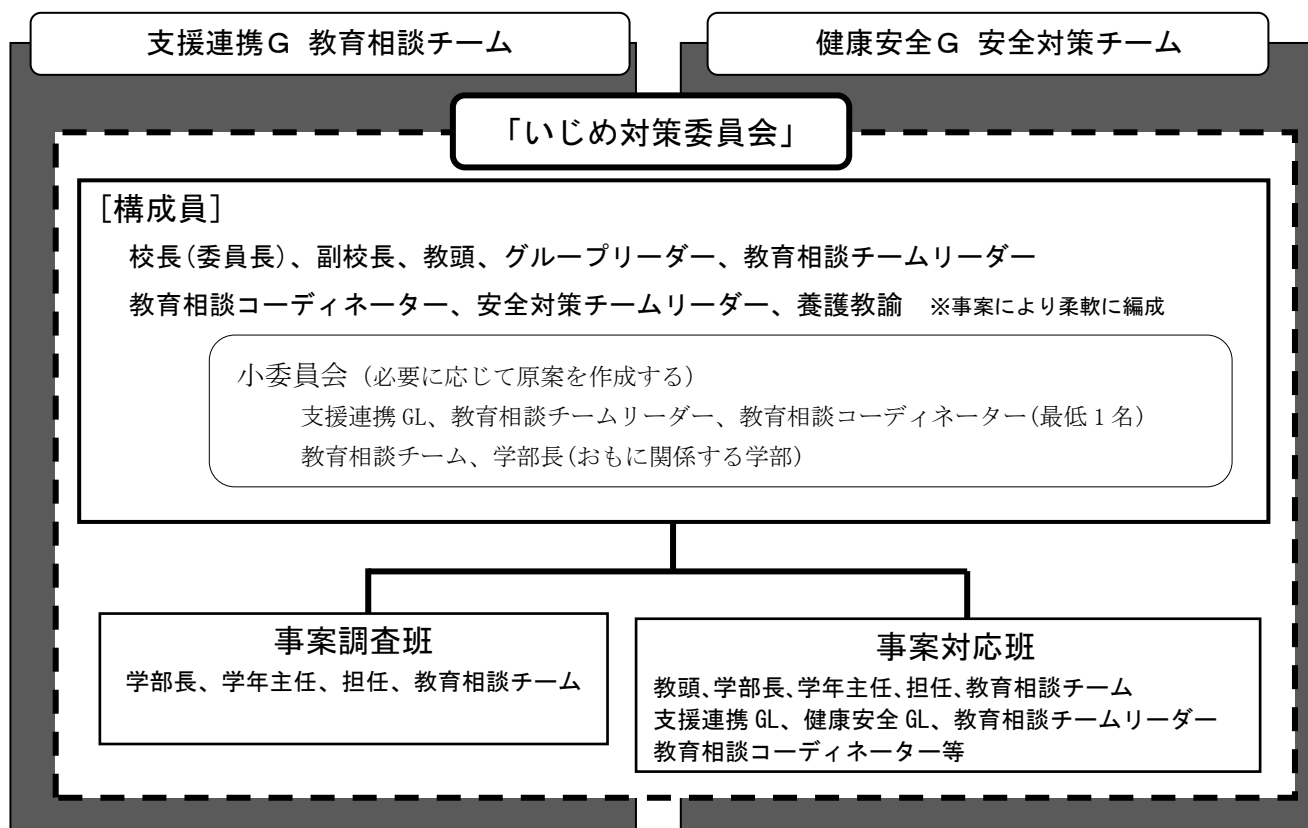 支援連携Ｇ 教育相談チーム
健康安全Ｇ 安全対策チーム
「いじめ対策委員会」
[構成員]
校長(委員長)、副校長、教頭、グループリーダー、教育相談チームリーダー
教育相談コーディネーター、安全対策チームリーダー、養護教諭 ※事案により柔軟に編成
小委員会 (必要に応じて原案を作成する)
支援連携 GL、教育相談チームリーダー、教育相談コーディネーター(最低１名)
教育相談チーム、学部長(おもに関係する学部)
事案調査班
学部長、学年主任、担任、教育相談チーム
事案対応班
教頭、学部長、学年主任、担任、教育相談チーム
支援連携 GL、健康安全 GL、教育相談チームリーダー
教育相談コーディネーター等